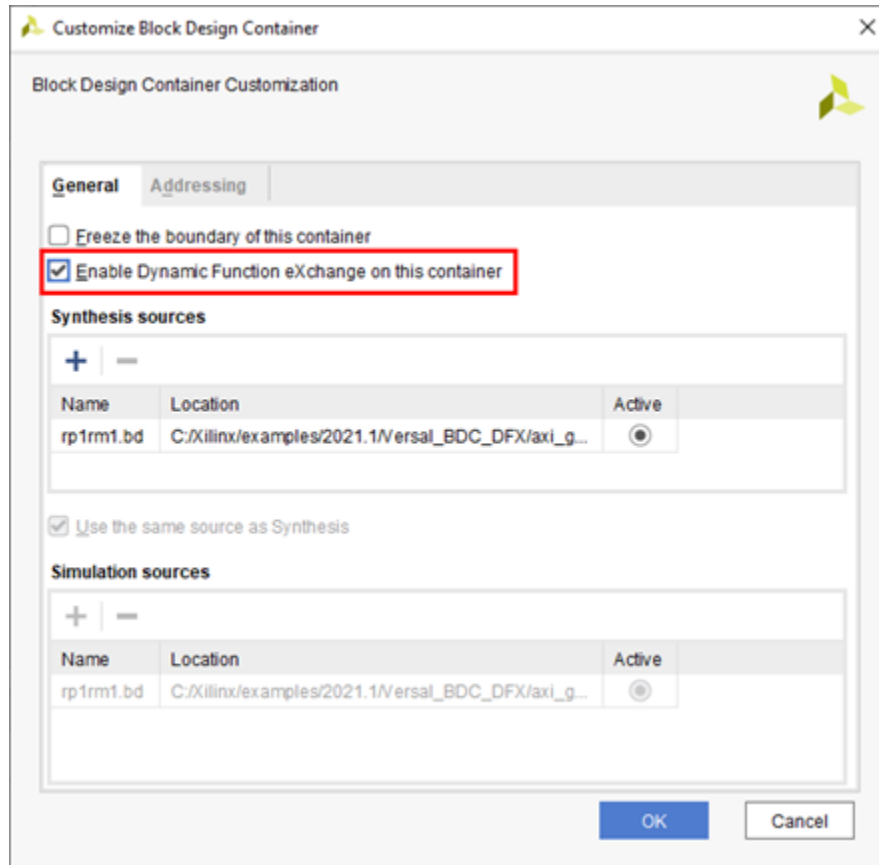 Customize Block Design Container
Block Design Container Customization
General Addressing
Freeze the boundary of this container
Enable Dynamic Function eXchange on this container
Synthesis sources
Name Location Active
rp1rm1.bd C:/Xilinx/examples/2021.1/Versal_BDC_DFX/axi_g...
Use the same source as Synthesis
Simulation sources
Name Location Active
rp1rm1.bd C:/Xilinx/examples/2021.1/Versal_BDC_DFX/axi_g...
OK Cancel